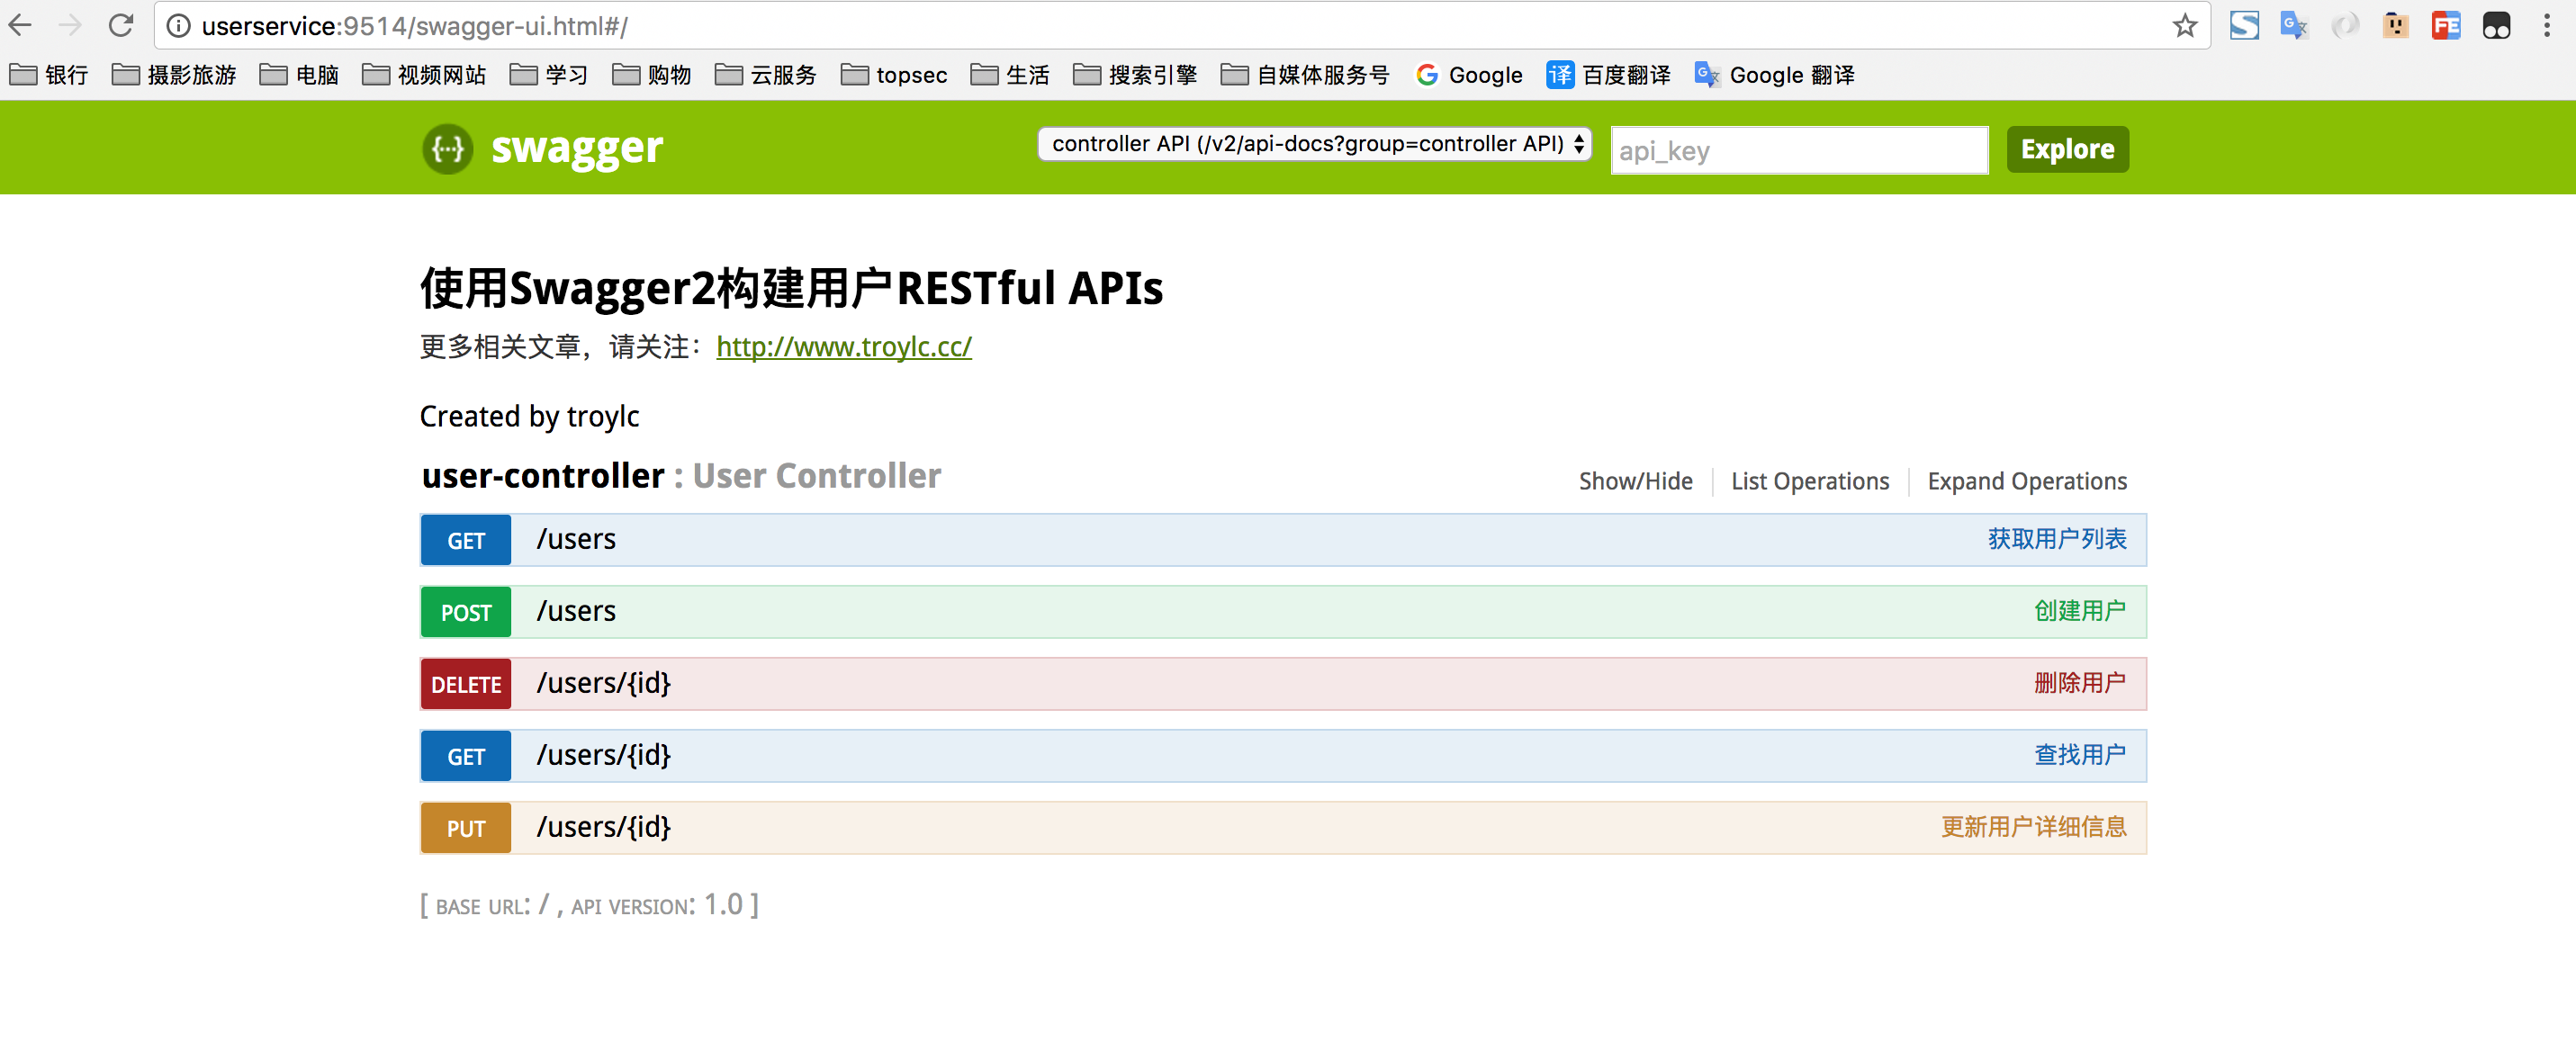 userservice:9514/swagger-ui.html#/
银行 摄影旅游 电脑 视频网站 学习 购物 云服务 topsec 生活 搜索引擎 自媒体服务号 Google 译 百度翻译 Google 翻译
{···} swagger controller API (/v2/api-docs?group=controller API) api_key Explore
使用Swagger2构建用户RESTful APIs
更多相关文章，请关注：http://www.troylc.cc/
Created by troylc
user-controller : User Controller Show/Hide List Operations Expand Operations
GET /users 获取用户列表
POST /users 创建用户
DELETE /users/{id} 删除用户
GET /users/{id} 查找用户
PUT /users/{id} 更新用户详细信息
[ BASE URL: / , API VERSION: 1.0 ]